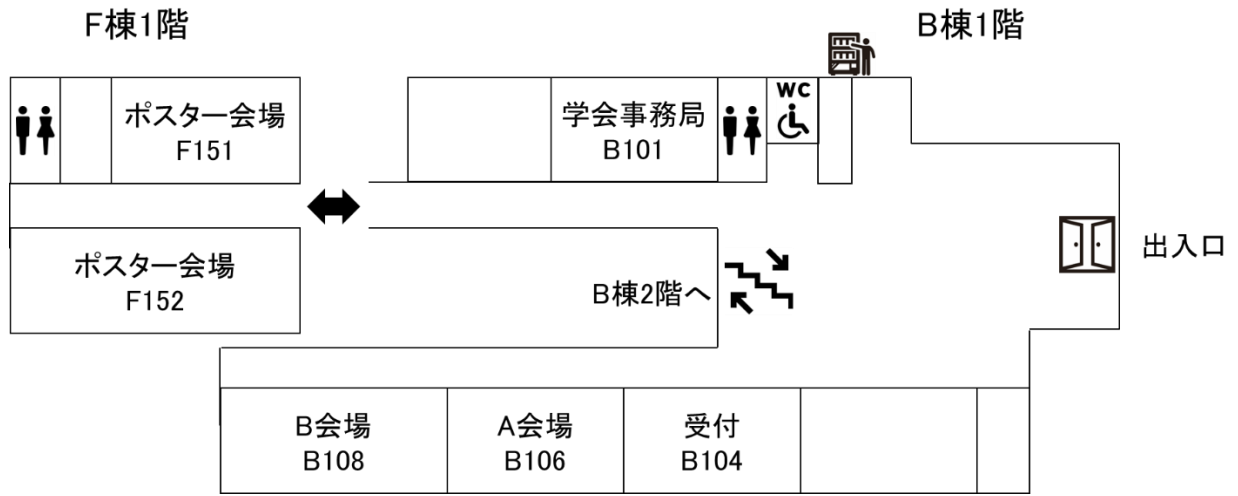 F棟1階
B棟1階
ポスター会場
F151
学会事務局
B101
WC
出入口
ポスター会場
F152
B棟2階へ
B会場
B108
A会場
B106
受付
B104